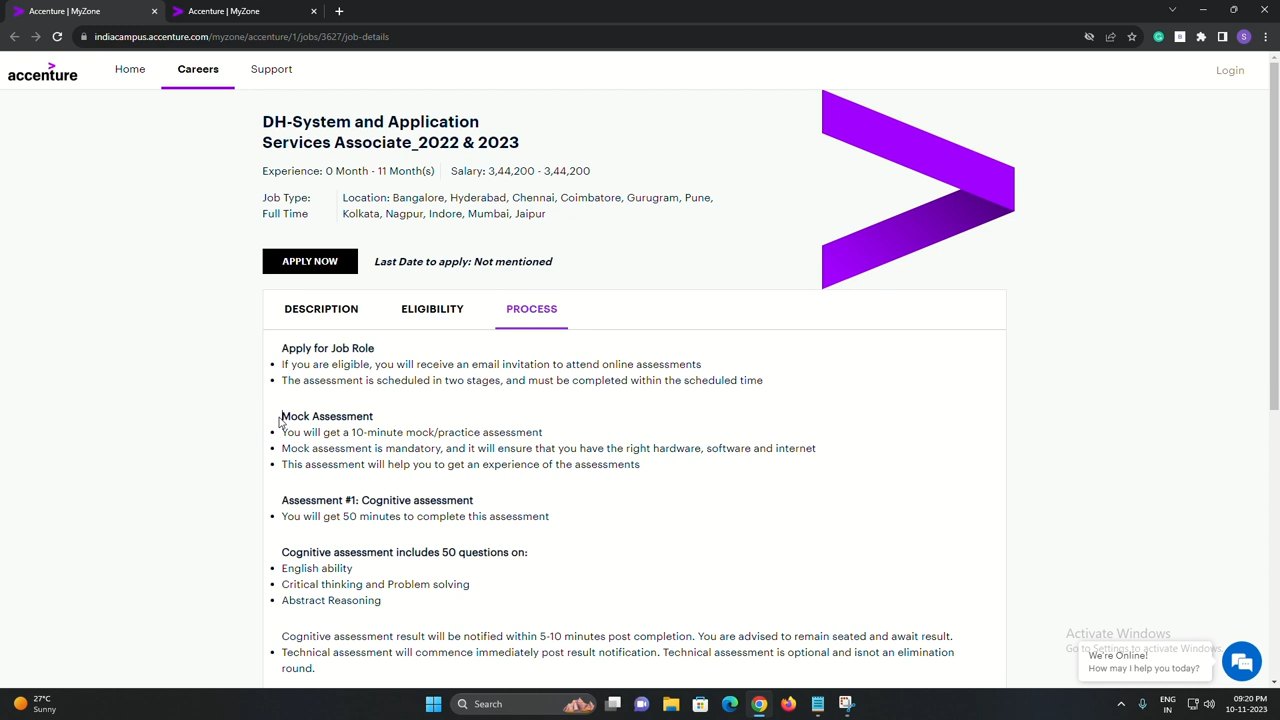 Accenture | MyZone
Accenture | MyZone
indiacampus.accenture.com/myzone/accenture/1/jobs/3627/job-details
S
accenture
Home
Careers
Support
Login
DH-System and Application
Services Associate_2022 & 2023
Experience: 0 Month - 11 Month(s)
Salary: 3,44,200 - 3,44,200
Job Type:
Full Time
Location: Bangalore, Hyderabad, Chennai, Coimbatore, Gurugram, Pune,
Kolkata, Nagpur, Indore, Mumbai, Jaipur
APPLY NOW
Last Date to apply: Not mentioned
DESCRIPTION
ELIGIBILITY
PROCESS
Apply for Job Role
• If you are eligible, you will receive an email invitation to attend online assessments
• The assessment is scheduled in two stages, and must be completed within the scheduled time
Mock Assessment
• You will get a 10-minute mock/practice assessment
• Mock assessment is mandatory, and it will ensure that you have the right hardware, software and internet
• This assessment will help you to get an experience of the assessments
Assessment #1: Cognitive assessment
• You will get 50 minutes to complete this assessment
Cognitive assessment includes 50 questions on:
• English ability
• Critical thinking and Problem solving
• Abstract Reasoning
Cognitive assessment result will be notified within 5-10 minutes post completion. You are advised to remain seated and await result.
• Technical assessment will commence immediately post result notification. Technical assessment is optional and isnot an elimination
round.
Activate Windows
Go to Settings to activate Windows.
We're Online!
How may I help you today?
27°C
Sunny
Search
ENG
IN
09:20 PM
10-11-2023